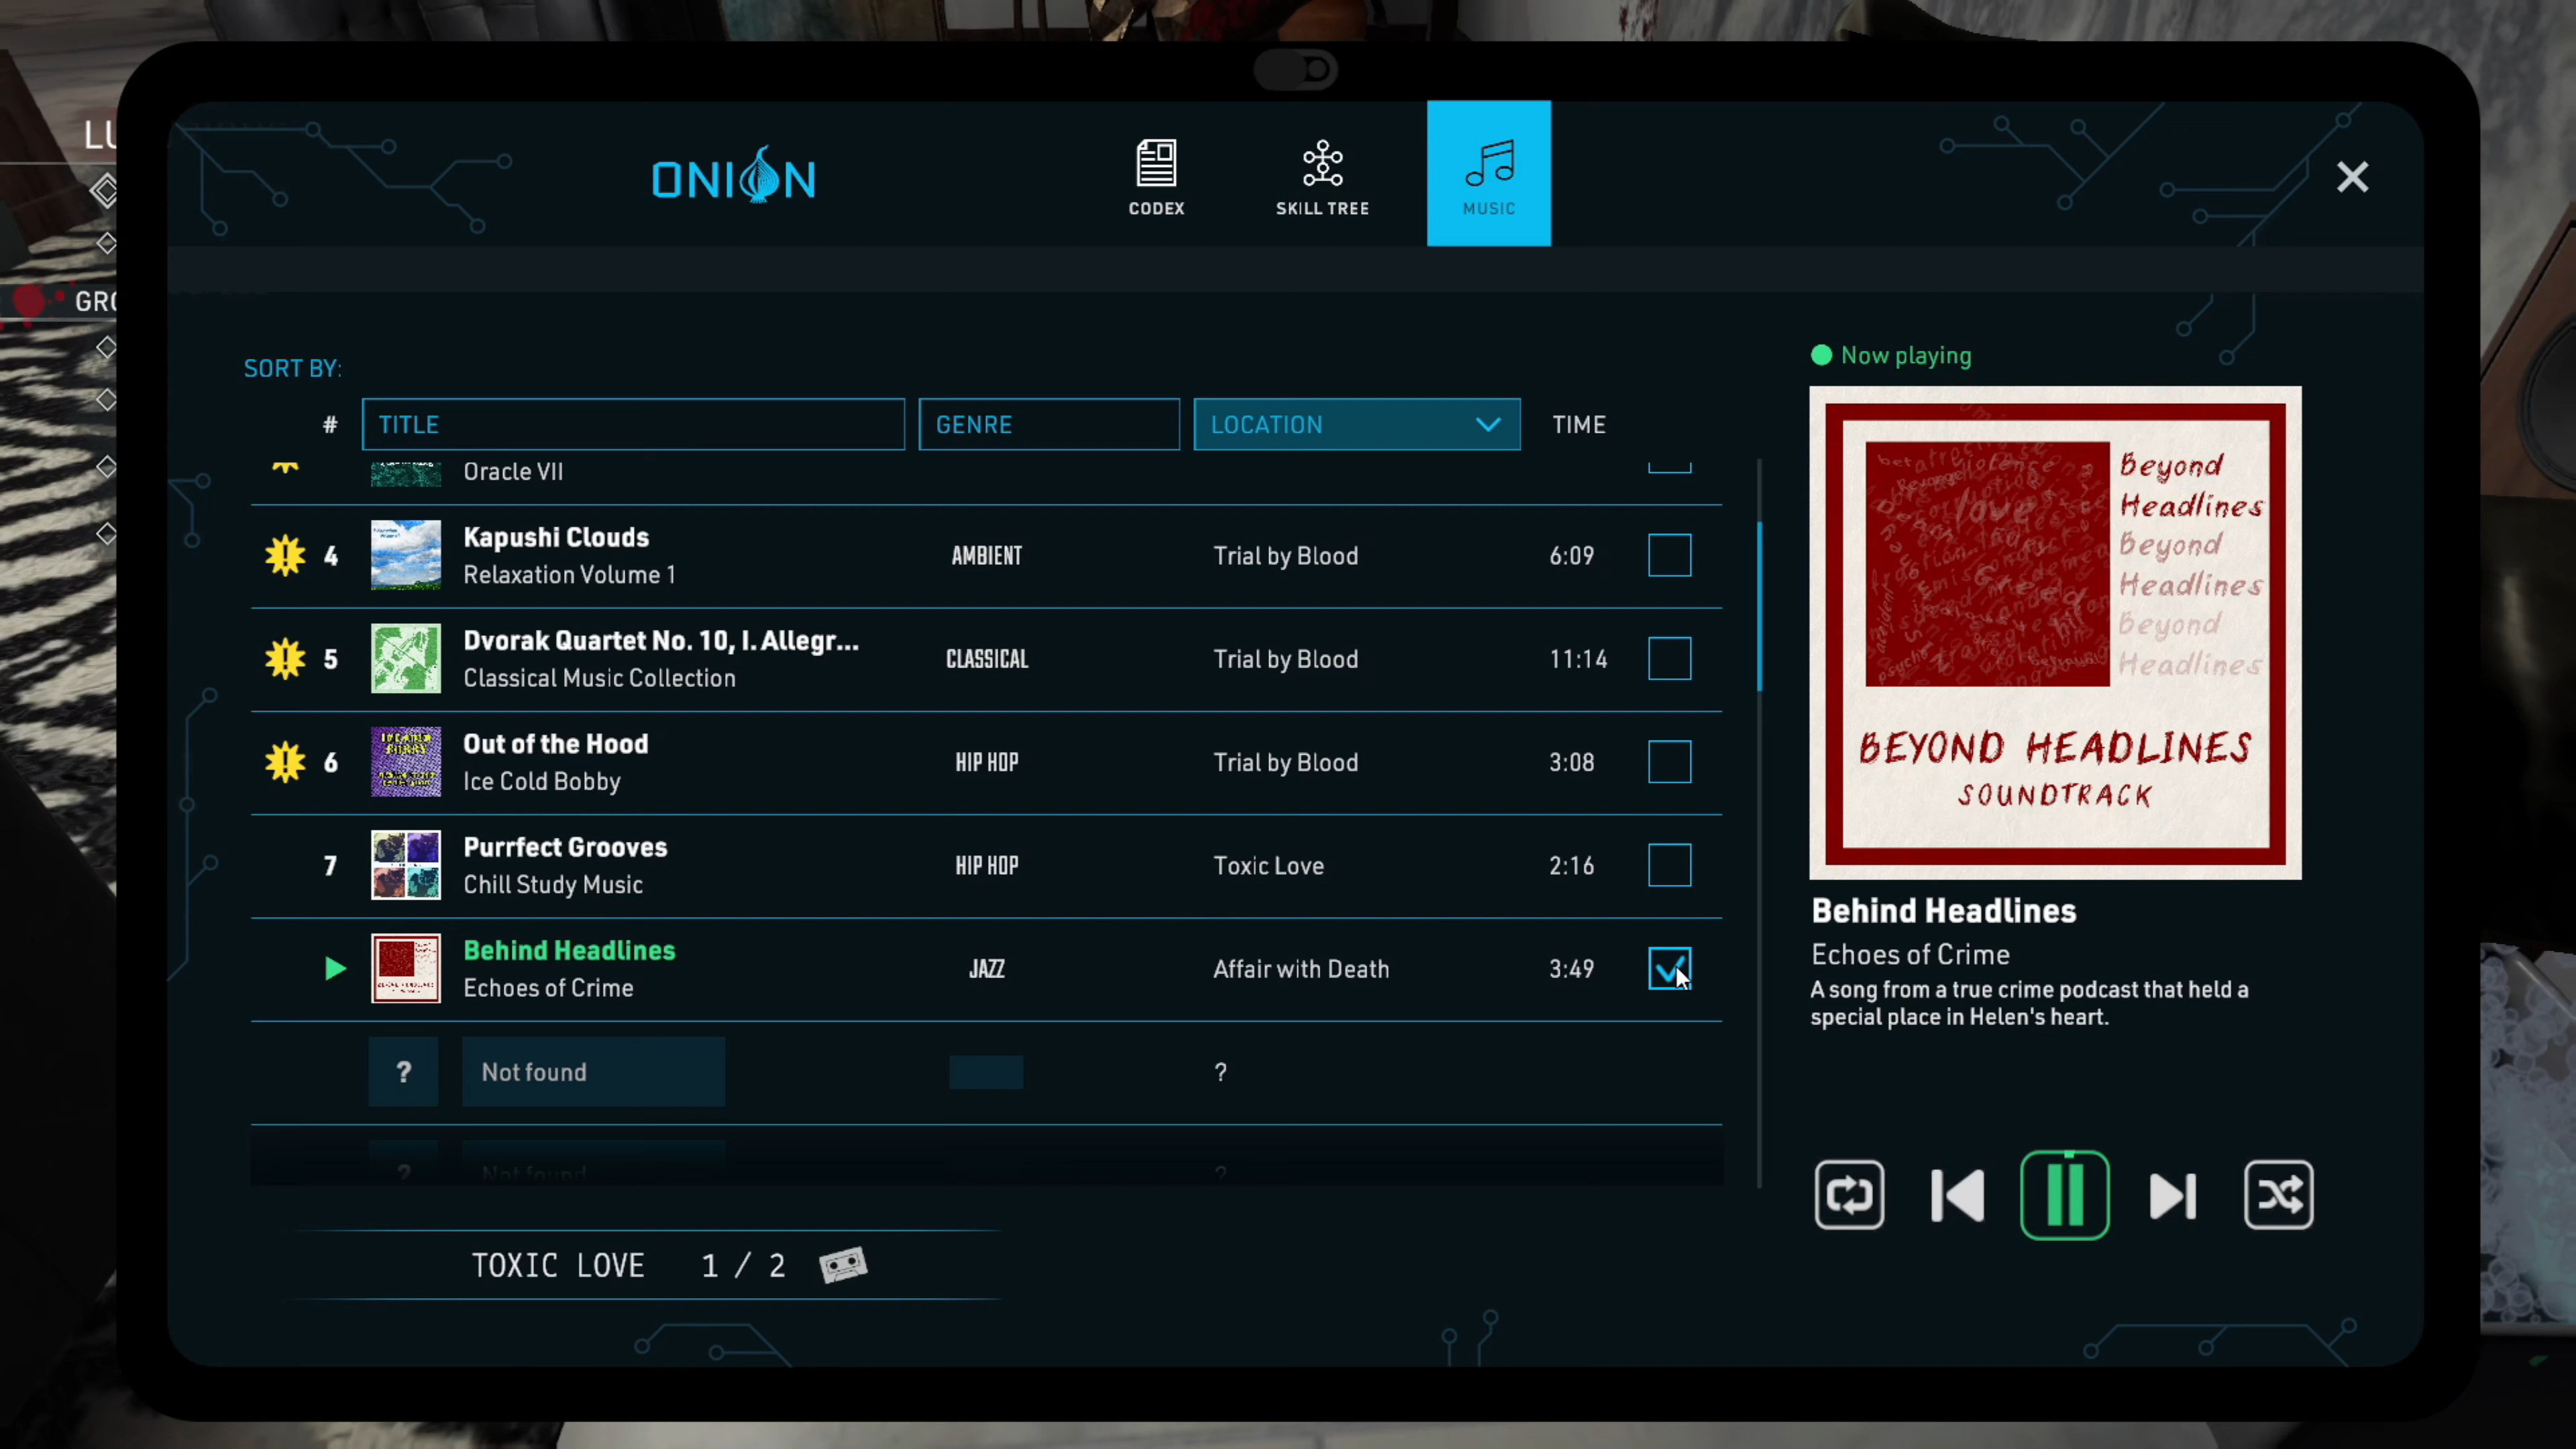 LU
GRO
ONION
CODEX
SKILL TREE
MUSIC
SORT BY:
# TITLE GENRE LOCATION TIME
Oracle VII
4 Kapushi Clouds AMBIENT Trial by Blood 6:09
Relaxation Volume 1
5 Dvorak Quartet No. 10, I. Allegr... CLASSICAL Trial by Blood 11:14
Classical Music Collection
6 Out of the Hood HIP HOP Trial by Blood 3:08
Ice Cold Bobby
7 Purrfect Grooves HIP HOP Toxic Love 2:16
Chill Study Music
Behind Headlines JAZZ Affair with Death 3:49
Echoes of Crime
? Not found ?
? Not found ?
TOXIC LOVE 1 / 2
Now playing
Beyond
Headlines
Beyond
Headlines
Beyond
Headlines
love
BEYOND HEADLINES
SOUNDTRACK
Behind Headlines
Echoes of Crime
A song from a true crime podcast that held a
special place in Helen's heart.